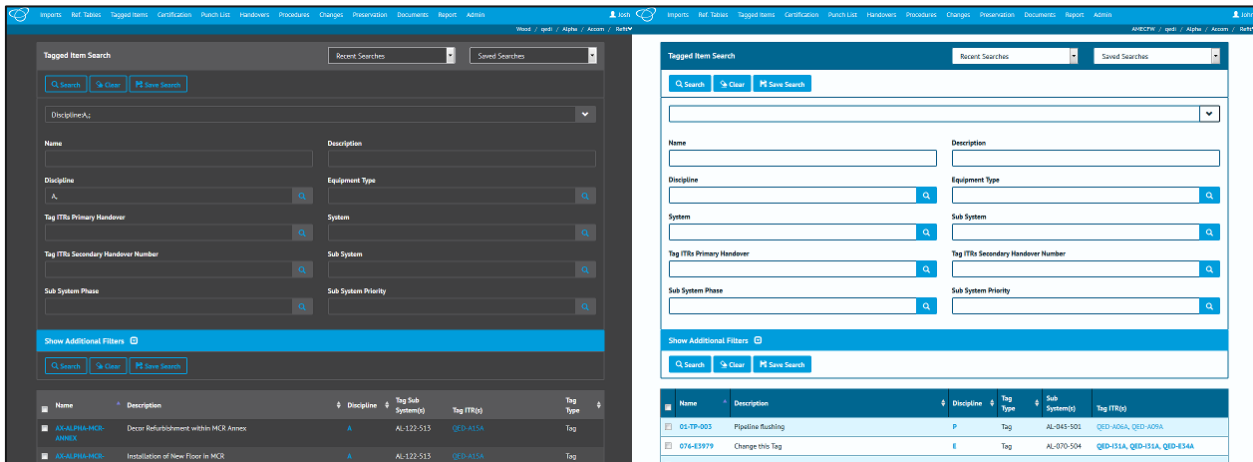 Imports Ref. Tables Tagged Items Certification Punch List Handovers Procedures Changes Preservation Documents Report Admin Josh
Wood / qedi / Alpha / Accom / Refit
Tagged Item Search Recent Searches Saved Searches
Search Clear Save Search
Discipline:A,;
Name Description
Discipline Equipment Type
A,
Tag ITRs Primary Handover System
Tag ITRs Secondary Handover Number Sub System
Sub System Phase Sub System Priority
Show Additional Filters
Search Clear Save Search
Name Description Discipline Tag Sub System(s) Tag ITR(s) Tag Type
AX-ALPHA-MCR-ANNEX Decor Refurbishment within MCR Annex A AL-122-513 QED-A15A Tag
AX-ALPHA-MCR- Installation of New Floor in MCR A AL-122-513 QED-A15A Tag
Imports Ref. Tables Tagged Items Certification Punch List Handovers Procedures Changes Preservation Documents Report Admin John
AMECFW / qedi / Alpha / Accom / Refit
Tagged Item Search Recent Searches Saved Searches
Search Clear Save Search
Name Description
Discipline Equipment Type
System Sub System
Tag ITRs Primary Handover Tag ITRs Secondary Handover Number
Sub System Phase Sub System Priority
Show Additional Filters
Search Clear Save Search
Name Description Discipline Tag Type Sub System(s) Tag ITR(s)
01-TP-003 Pipeline flushing P Tag AL-045-501 QED-A06A, QED-A09A
076-E3979 Change this Tag E Tag AL-070-504 QED-I31A, QED-I31A, QED-E34A